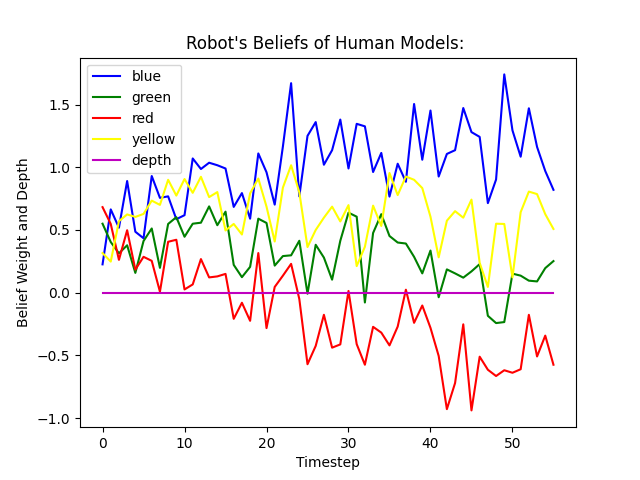 Robot's Beliefs of Human Models:
blue
green
red
yellow
depth
Belief Weight and Depth
1.5
1.0
0.5
0.0
−0.5
−1.0
0 10 20 30 40 50
Timestep